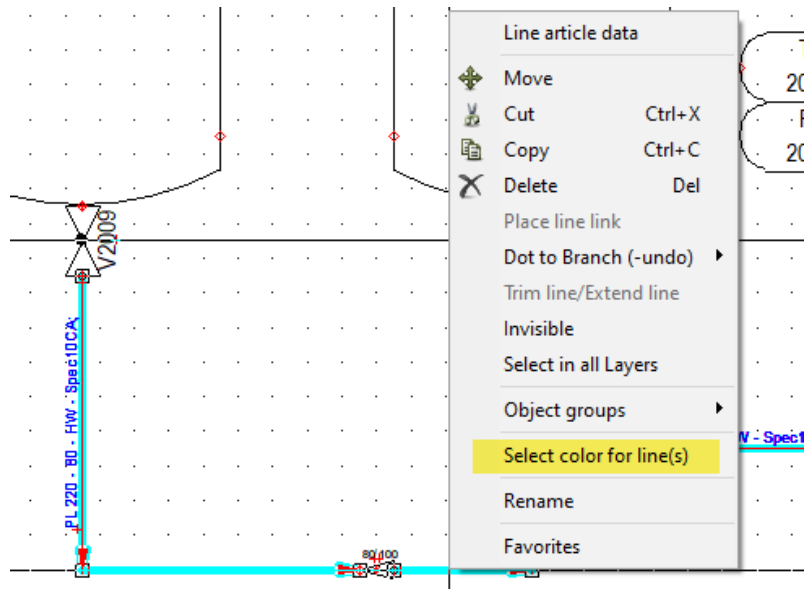 Line article data
Move
Cut Ctrl+X
Copy Ctrl+C
Delete Del
Place line link
Dot to Branch (-undo)
Trim line/Extend line
Invisible
Select in all Layers
Object groups
Select color for line(s)
Rename
Favorites
V2009
PL 220 - 80 - HW - Spec10CA;
80/100
20
20
W - Spec1